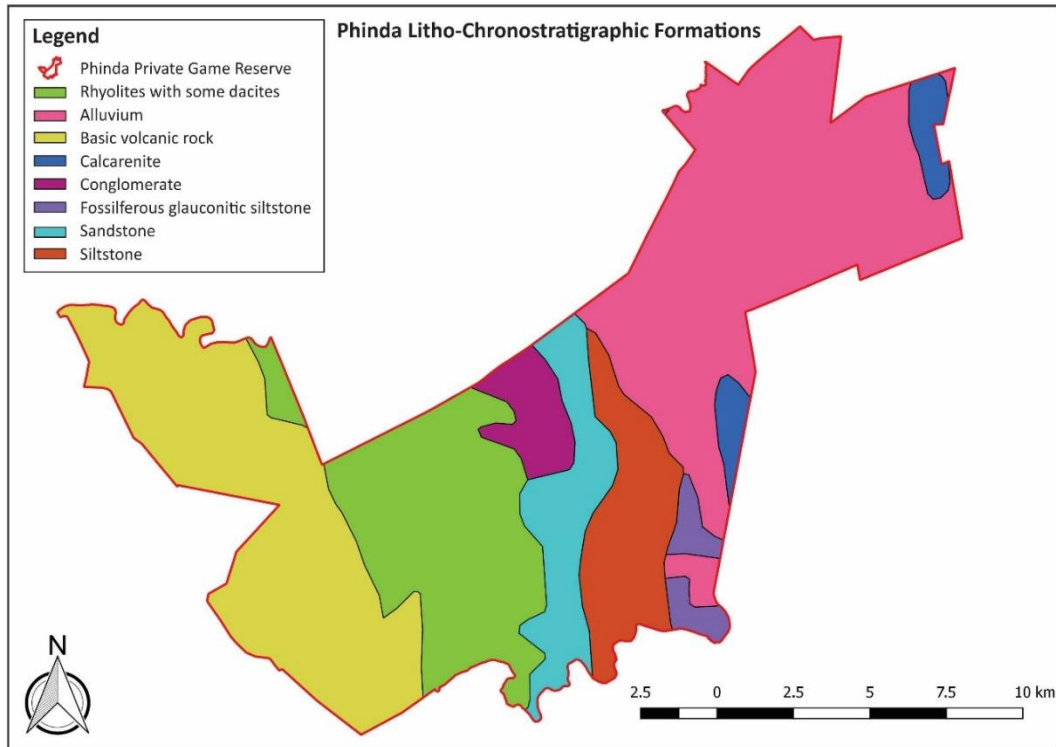 Phinda Litho-Chronostratigraphic Formations
Legend
Phinda Private Game Reserve
Rhyolites with some dacites
Alluvium
Basic volcanic rock
Calcarenite
Conglomerate
Fossilferous glauconitic siltstone
Sandstone
Siltstone
N
2.5 0 2.5 5 7.5 10 km